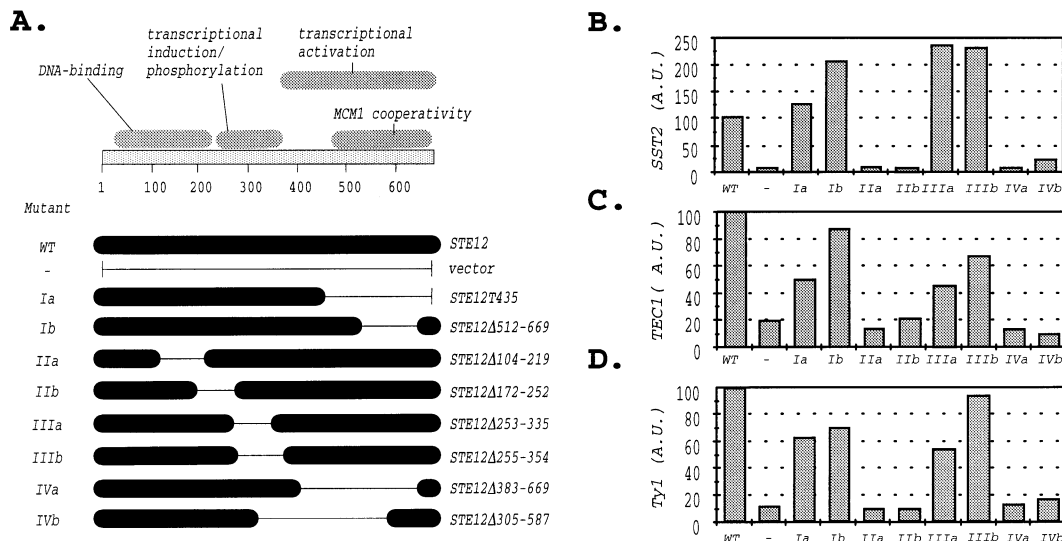 A.
transcriptional
induction/
phosphorylation
transcriptional
activation
DNA-binding
MCM1 cooperativity
1 100 200 300 400 500 600
Mutant
WT STE12
- vector
Ia STE12T435
Ib STE12Δ512-669
IIa STE12Δ104-219
IIb STE12Δ172-252
IIIa STE12Δ253-335
IIIb STE12Δ255-354
IVa STE12Δ383-669
IVb STE12Δ305-587
B.
SST2 (A.U.)
250
200
150
100
50
0
WT - Ia Ib IIa IIb IIIa IIIb IVa IVb
C.
TEC1 ( A.U.)
100
80
60
40
20
0
WT - Ia Ib IIa IIb IIIa IIIb IVa IVb
D.
Ty1 (A.U.)
100
80
60
40
20
0
WT - Ia Ib IIa IIb IIIa IIIb IVa IVb